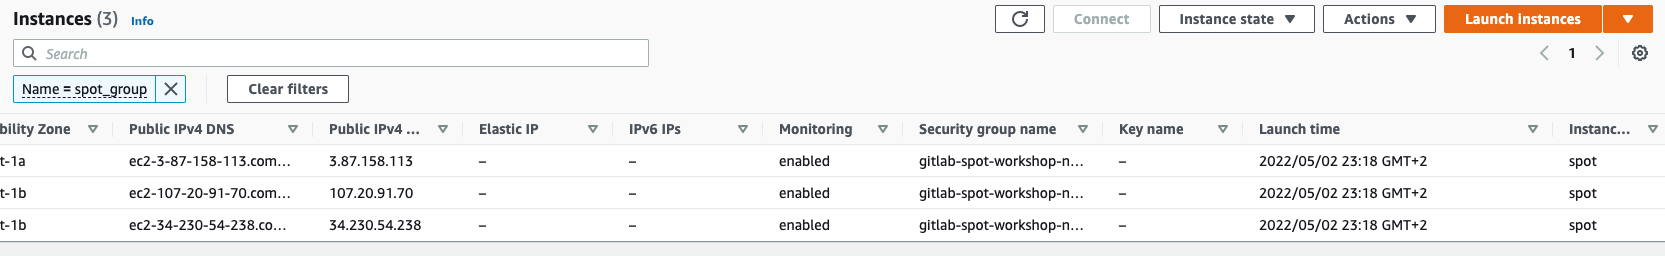 Instances (3) Info Connect Instance state Actions Launch instances
Search 1
Name = spot_group Clear filters
bility Zone Public IPv4 DNS Public IPv4 ... Elastic IP IPv6 IPs Monitoring Security group name Key name Launch time Instanc...
t-1a ec2-3-87-158-113.com... 3.87.158.113 – – enabled gitlab-spot-workshop-n... – 2022/05/02 23:18 GMT+2 spot
t-1b ec2-107-20-91-70.com... 107.20.91.70 – – enabled gitlab-spot-workshop-n... – 2022/05/02 23:18 GMT+2 spot
t-1b ec2-34-230-54-238.co... 34.230.54.238 – – enabled gitlab-spot-workshop-n... – 2022/05/02 23:18 GMT+2 spot